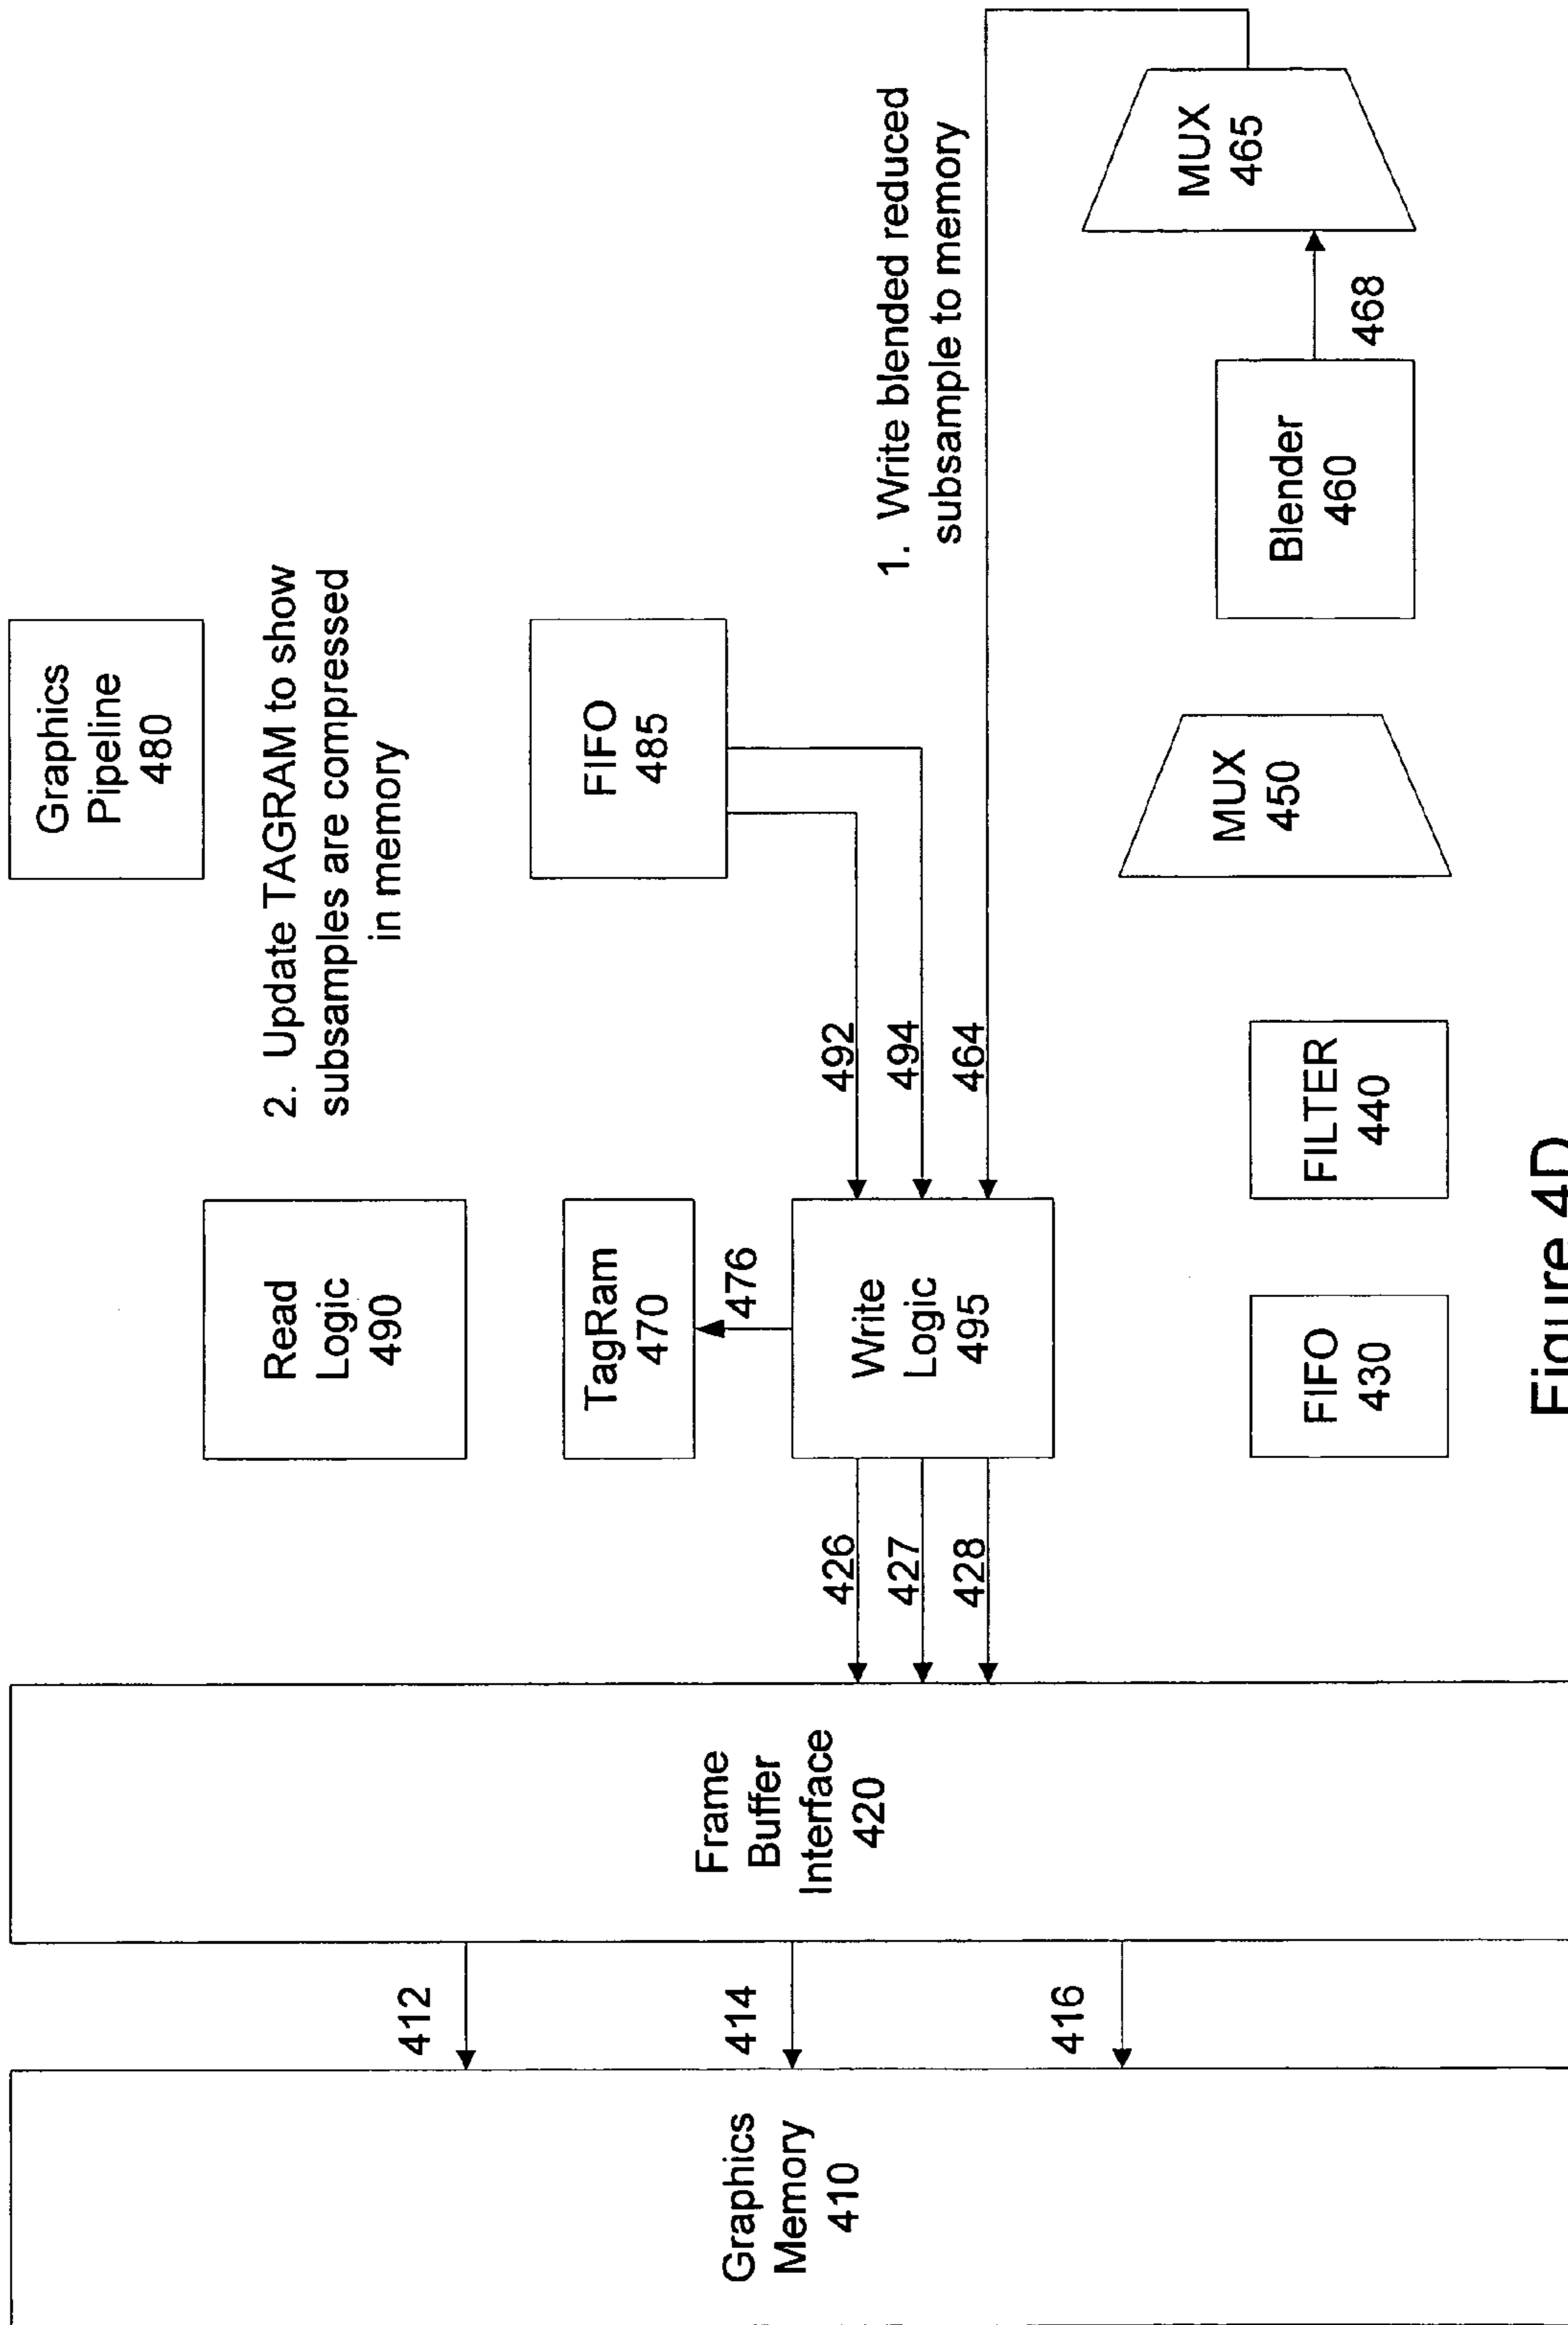 Graphics
Memory
410
412
414
416
Frame
Buffer
Interface
420
426
427
428
Read
Logic
490
TagRam
470
476
Write
Logic
495
492
494
464
Graphics
Pipeline
480
2. Update TAGRAM to show
subsamples are compressed
in memory
FIFO
485
1. Write blended reduced
subsample to memory
FIFO
430
FILTER
440
MUX
450
Blender
460
468
MUX
465
Figure 4D